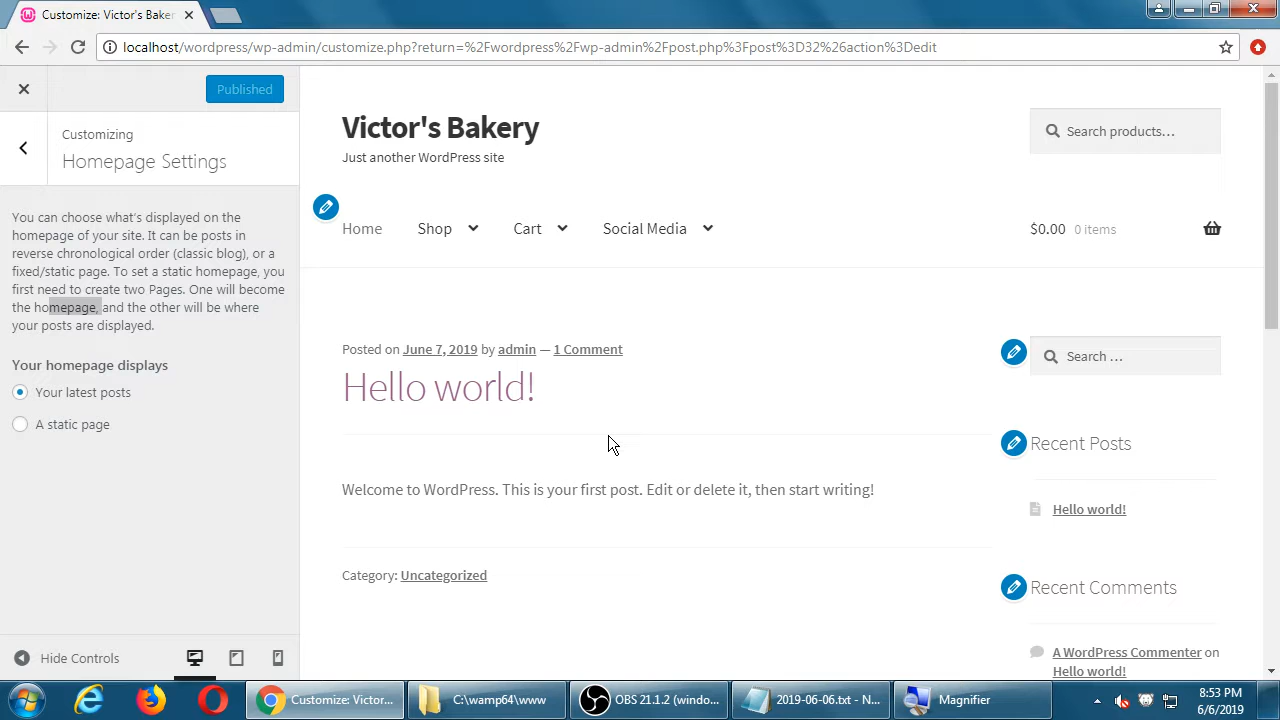 Customize: Victor's Baker
localhost/wordpress/wp-admin/customize.php?return=%2Fwordpress%2Fwp-admin%2Fpost.php%3Fpost%3D32%26action%3Dedit
Published
Customizing
Homepage Settings
You can choose what's displayed on the
homepage of your site. It can be posts in
reverse chronological order (classic blog), or a
fixed/static page. To set a static homepage, you
first need to create two Pages. One will become
the homepage, and the other will be where
your posts are displayed.
Your homepage displays
Your latest posts
A static page
Hide Controls
Victor's Bakery
Just another WordPress site
Search products…
Home Shop Cart Social Media
$0.00 0 items
Posted on June 7, 2019 by admin — 1 Comment
Hello world!
Welcome to WordPress. This is your first post. Edit or delete it, then start writing!
Category: Uncategorized
Search …
Recent Posts
Hello world!
Recent Comments
A WordPress Commenter on
Hello world!
Customize: Victor...
C:\wamp64\www
OBS 21.1.2 (windo...
2019-06-06.txt - N...
Magnifier
8:53 PM
6/6/2019